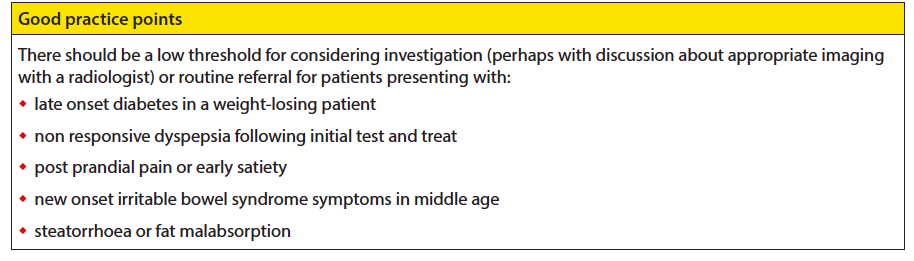 Good practice points
There should be a low threshold for considering investigation (perhaps with discussion about appropriate imaging
with a radiologist) or routine referral for patients presenting with:
◆ late onset diabetes in a weight-losing patient
◆ non responsive dyspepsia following initial test and treat
◆ post prandial pain or early satiety
◆ new onset irritable bowel syndrome symptoms in middle age
◆ steatorrhoea or fat malabsorption